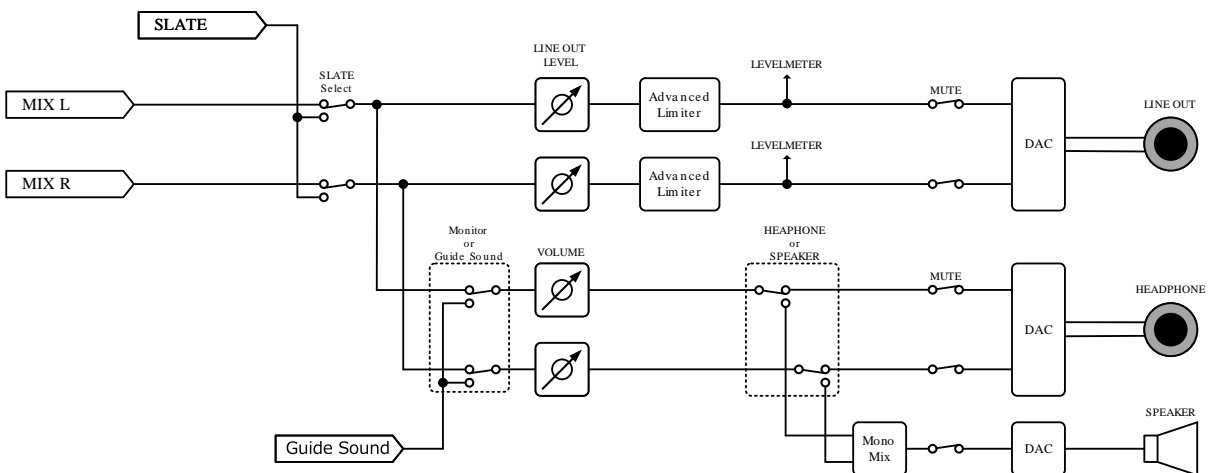 SLATE
LINE OUT
LEVEL
LEVELMETER
SLATE
Select
MUTE
LINE OUT
MIX L
Advanced
Limiter
DAC
LEVELMETER
MIX R
Advanced
Limiter
Monitor
or
Guide Sound
VOLUME
HEAPHONE
or
SPEAKER
MUTE
HEADPHONE
DAC
SPEAKER
Guide Sound
Mono
Mix
DAC